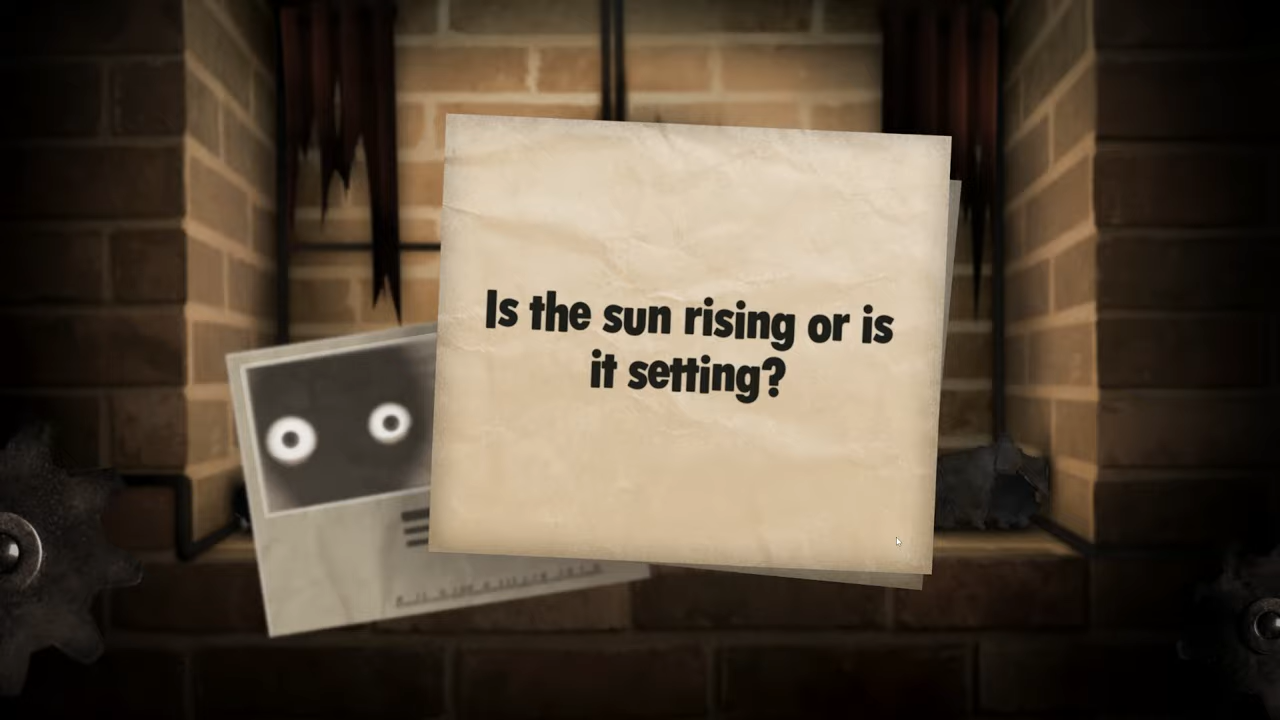 Is the sun rising or is
it setting?